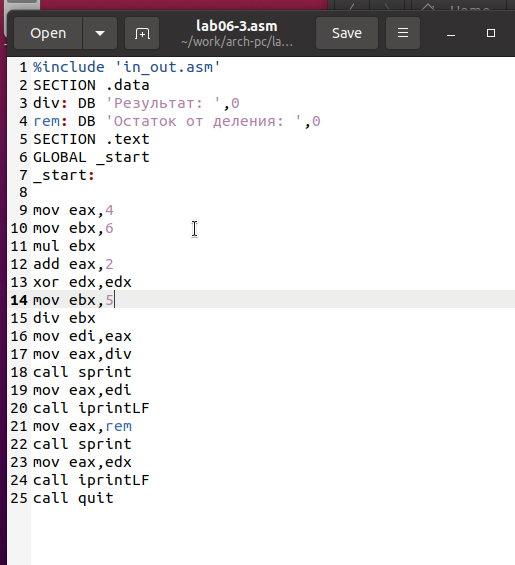 Home
Open
lab06-3.asm
~/work/arch-pc/la...
Save
1 %include 'in_out.asm'
2 SECTION .data
3 div: DB 'Результат: ',0
4 rem: DB 'Остаток от деления: ',0
5 SECTION .text
6 GLOBAL _start
7 _start:
8
9 mov eax,4
10 mov ebx,6
11 mul ebx
12 add eax,2
13 xor edx,edx
14 mov ebx,5
15 div ebx
16 mov edi,eax
17 mov eax,div
18 call sprint
19 mov eax,edi
20 call iprintLF
21 mov eax,rem
22 call sprint
23 mov eax,edx
24 call iprintLF
25 call quit